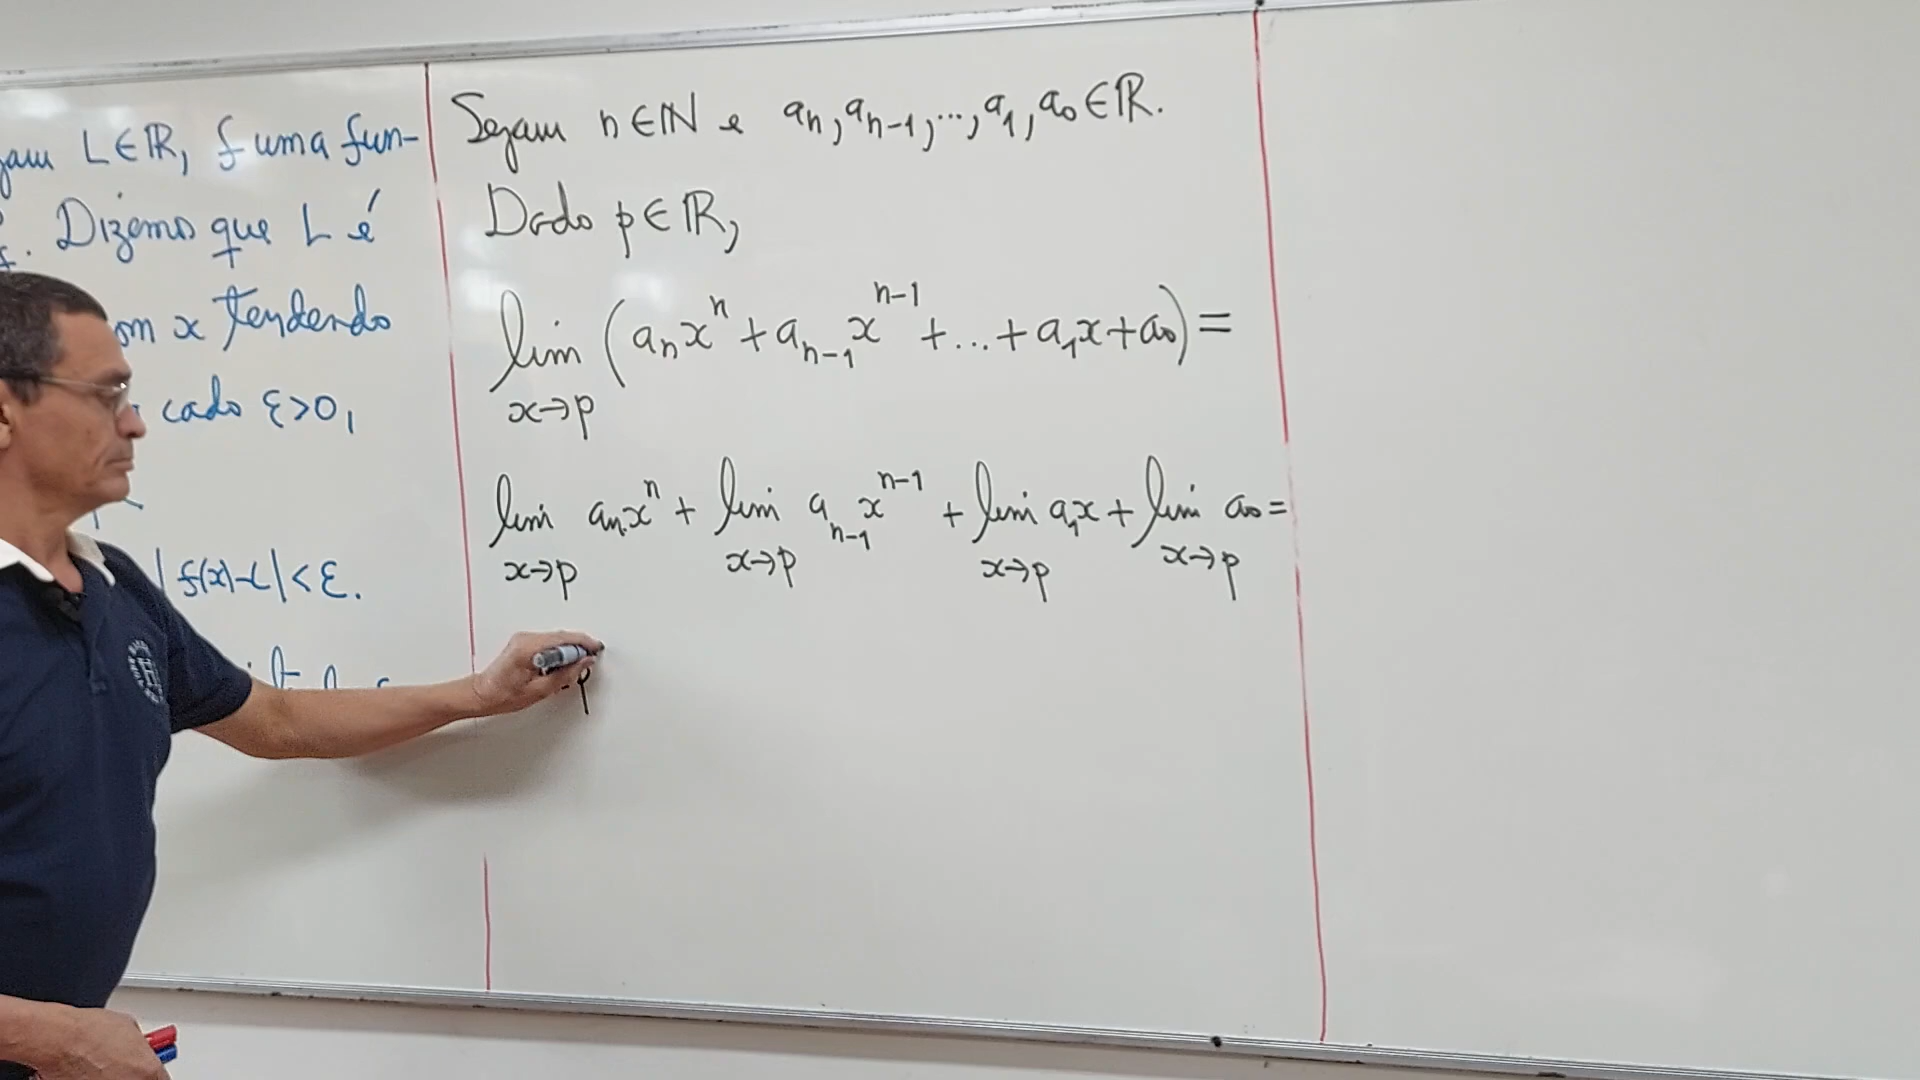 L∈ℝ, f uma fun-
. Dizemos que L é
om x tendendo
cado ε>0,
|f(x)-L|<ε.
Sejam n∈ℕ e aₙ, aₙ₋₁, ..., a₁, a₀ ∈ ℝ.
Dado p∈ℝ,
lim (aₙxⁿ + aₙ₋₁xⁿ⁻¹ + ... + a₁x + a₀) =
x→p
lim aₙxⁿ + lim aₙ₋₁xⁿ⁻¹ + lim a₁x + lim a₀ =
x→p x→p x→p x→p
p